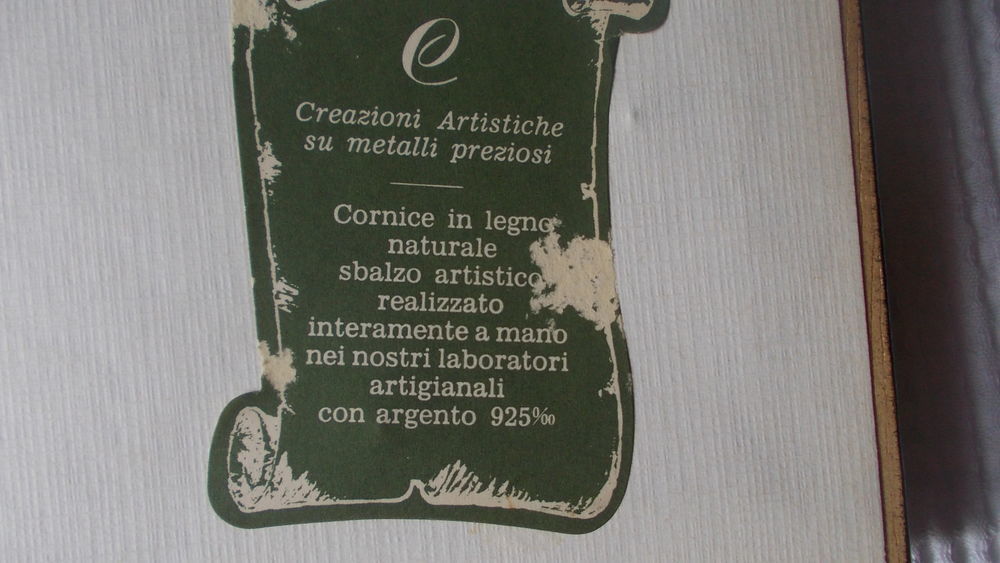 C
Creazioni Artistiche
su metalli preziosi
Cornice in legno
naturale
sbalzo artistico
realizzato
interamente a mano
nei nostri laboratori
artigianali
con argento 925‰